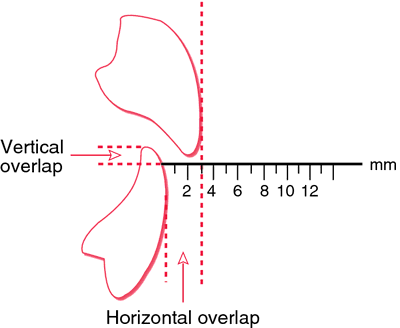 Vertical
overlap
mm
2 4 6 8 10 12
Horizontal overlap